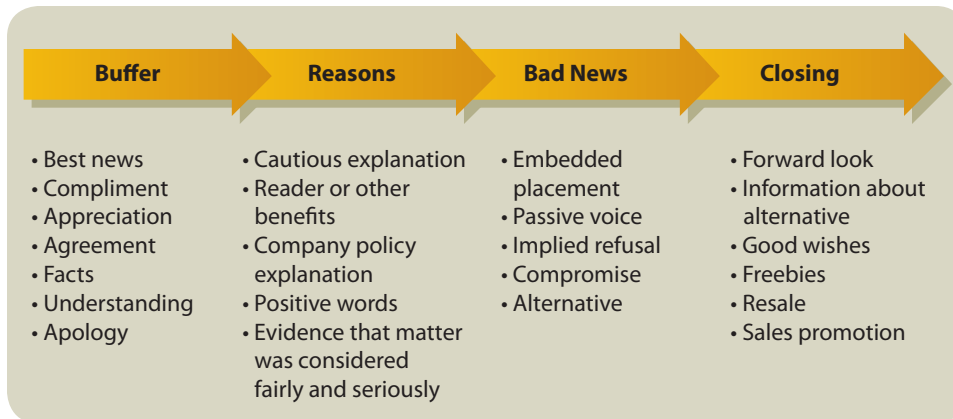 Buffer
Reasons
Bad News
Closing
• Best news
• Compliment
• Appreciation
• Agreement
• Facts
• Understanding
• Apology
• Cautious explanation
• Reader or other
benefits
• Company policy
explanation
• Positive words
• Evidence that matter
was considered
fairly and seriously
• Embedded
placement
• Passive voice
• Implied refusal
• Compromise
• Alternative
• Forward look
• Information about
alternative
• Good wishes
• Freebies
• Resale
• Sales promotion